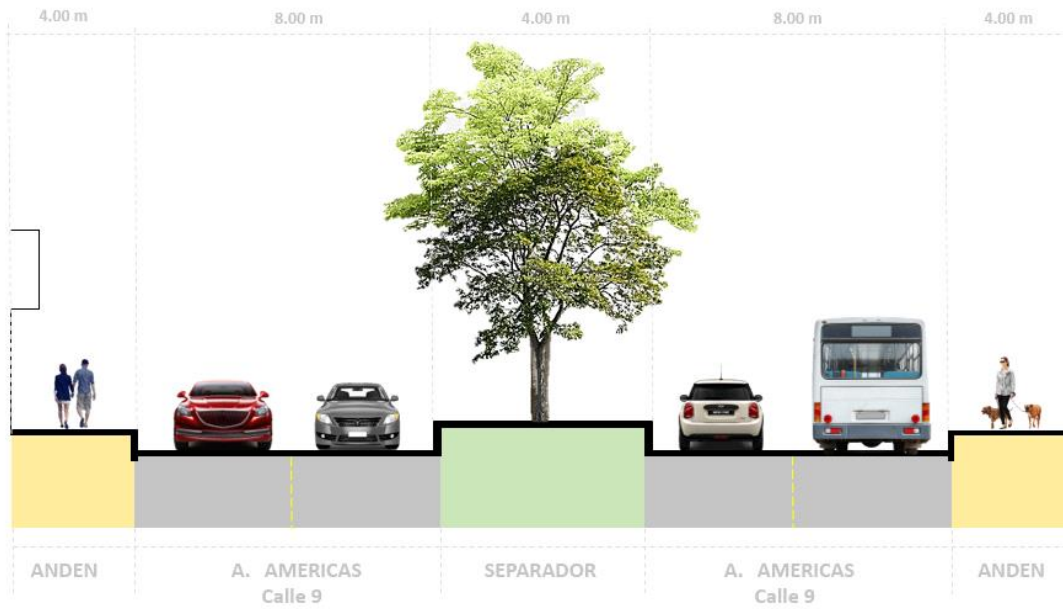 4.00 m 8.00 m 4.00 m 8.00 m 4.00 m
ANDEN A. AMERICAS SEPARADOR A. AMERICAS ANDEN
Calle 9 Calle 9